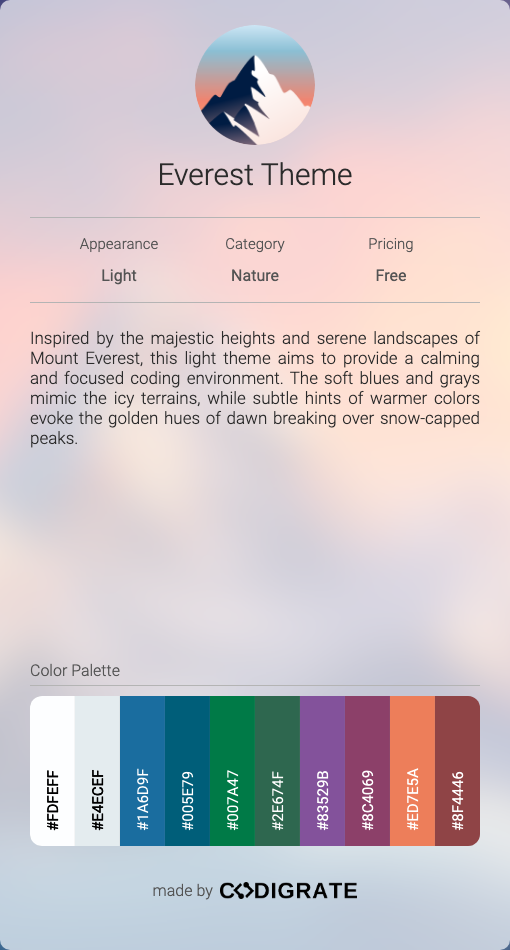 Everest Theme
Appearance Category Pricing
Light Nature Free
Inspired by the majestic heights and serene landscapes of
Mount Everest, this light theme aims to provide a calming
and focused coding environment. The soft blues and grays
mimic the icy terrains, while subtle hints of warmer colors
evoke the golden hues of dawn breaking over snow-capped
peaks.
Color Palette
#FDFEFF
#E4ECEF
#1A6D9F
#005E79
#007A47
#2E674F
#83529B
#8C4069
#ED7E5A
#8F4446
made by CODIGRATE